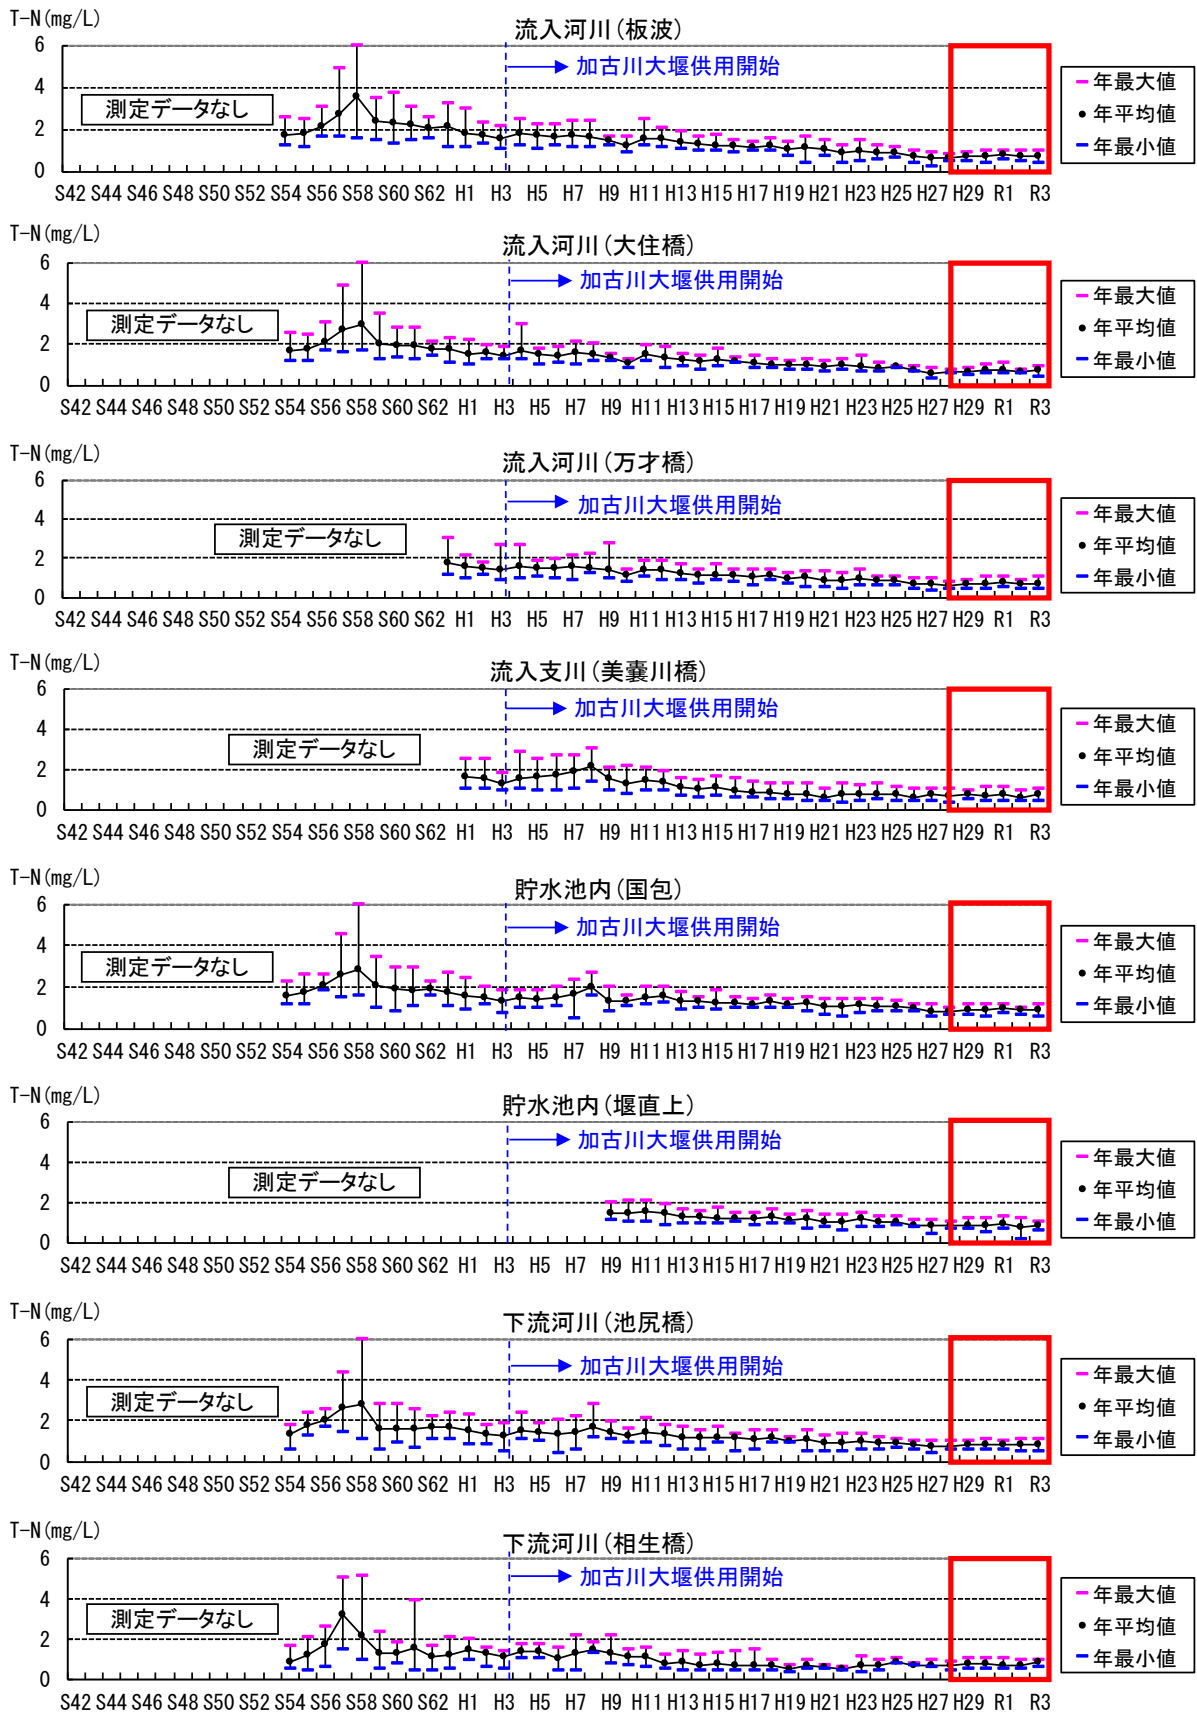 T-N(mg/L)
流入河川(板波)
加古川大堰供用開始
測定データなし
6
4
2
0
S42 S44 S46 S48 S50 S52 S54 S56 S58 S60 S62 H1 H3 H5 H7 H9 H11 H13 H15 H17 H19 H21 H23 H25 H27 H29 R1 R3
年最大値
年平均値
年最小値
T-N(mg/L)
流入河川(大住橋)
加古川大堰供用開始
測定データなし
6
4
2
0
S42 S44 S46 S48 S50 S52 S54 S56 S58 S60 S62 H1 H3 H5 H7 H9 H11 H13 H15 H17 H19 H21 H23 H25 H27 H29 R1 R3
年最大値
年平均値
年最小値
T-N(mg/L)
流入河川(万才橋)
加古川大堰供用開始
測定データなし
6
4
2
0
S42 S44 S46 S48 S50 S52 S54 S56 S58 S60 S62 H1 H3 H5 H7 H9 H11 H13 H15 H17 H19 H21 H23 H25 H27 H29 R1 R3
年最大値
年平均値
年最小値
T-N(mg/L)
流入支川(美嚢川橋)
加古川大堰供用開始
測定データなし
6
4
2
0
S42 S44 S46 S48 S50 S52 S54 S56 S58 S60 S62 H1 H3 H5 H7 H9 H11 H13 H15 H17 H19 H21 H23 H25 H27 H29 R1 R3
年最大値
年平均値
年最小値
T-N(mg/L)
貯水池内(国包)
加古川大堰供用開始
測定データなし
6
4
2
0
S42 S44 S46 S48 S50 S52 S54 S56 S58 S60 S62 H1 H3 H5 H7 H9 H11 H13 H15 H17 H19 H21 H23 H25 H27 H29 R1 R3
年最大値
年平均値
年最小値
T-N(mg/L)
貯水池内(堰直上)
加古川大堰供用開始
測定データなし
6
4
2
0
S42 S44 S46 S48 S50 S52 S54 S56 S58 S60 S62 H1 H3 H5 H7 H9 H11 H13 H15 H17 H19 H21 H23 H25 H27 H29 R1 R3
年最大値
年平均値
年最小値
T-N(mg/L)
下流河川(池尻橋)
加古川大堰供用開始
測定データなし
6
4
2
0
S42 S44 S46 S48 S50 S52 S54 S56 S58 S60 S62 H1 H3 H5 H7 H9 H11 H13 H15 H17 H19 H21 H23 H25 H27 H29 R1 R3
年最大値
年平均値
年最小値
T-N(mg/L)
下流河川(相生橋)
加古川大堰供用開始
測定データなし
6
4
2
0
S42 S44 S46 S48 S50 S52 S54 S56 S58 S60 S62 H1 H3 H5 H7 H9 H11 H13 H15 H17 H19 H21 H23 H25 H27 H29 R1 R3
年最大値
年平均値
年最小値